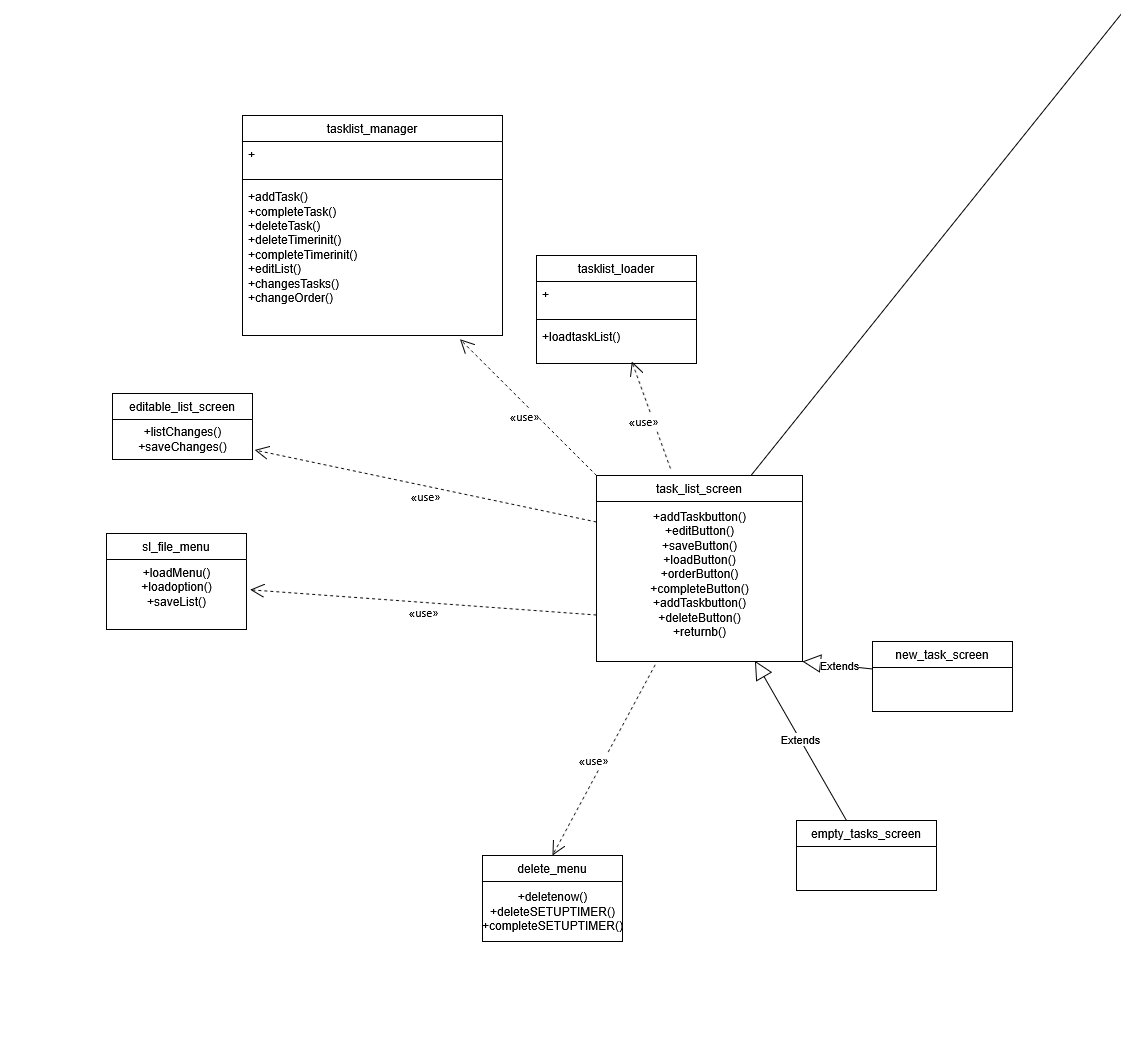 tasklist_manager
+
+addTask()
+completeTask()
+deleteTask()
+deleteTimerinit()
+completeTimerinit()
+editList()
+changesTasks()
+changeOrder()
tasklist_loader
+
+loadtaskList()
«use»
«use»
editable_list_screen
+listChanges()
+saveChanges()
«use»
task_list_screen
+addTaskbutton()
+editButton()
+saveButton()
+loadButton()
+orderButton()
+completeButton()
+addTaskbutton()
+deleteButton()
+returnb()
sl_file_menu
+loadMenu()
+loadoption()
+saveList()
«use»
new_task_screen
Extends
Extends
«use»
empty_tasks_screen
delete_menu
+deletenow()
+deleteSETUPTIMER()
+completeSETUPTIMER()